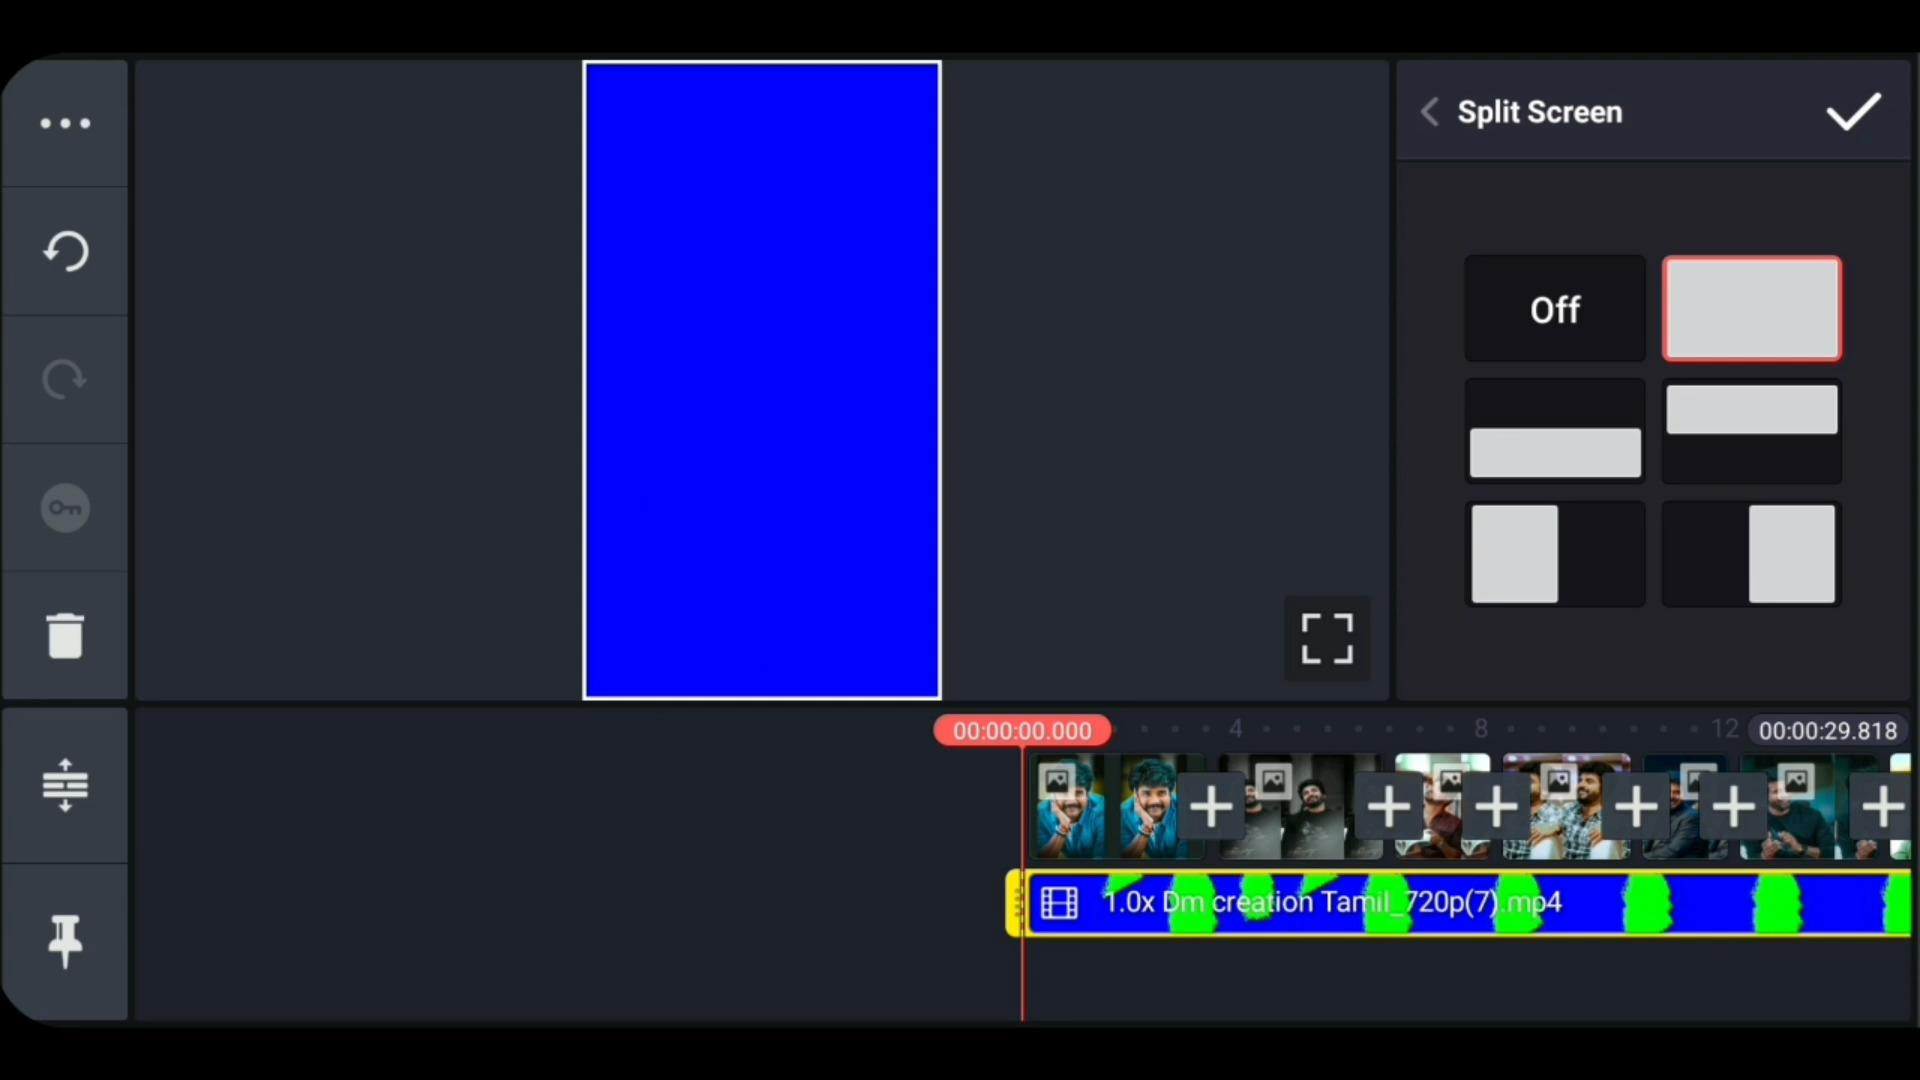 Split Screen
Off
00:00:00.000
4
8
12
00:00:29.818
1.0x Dm creation Tamil_720p(7).mp4